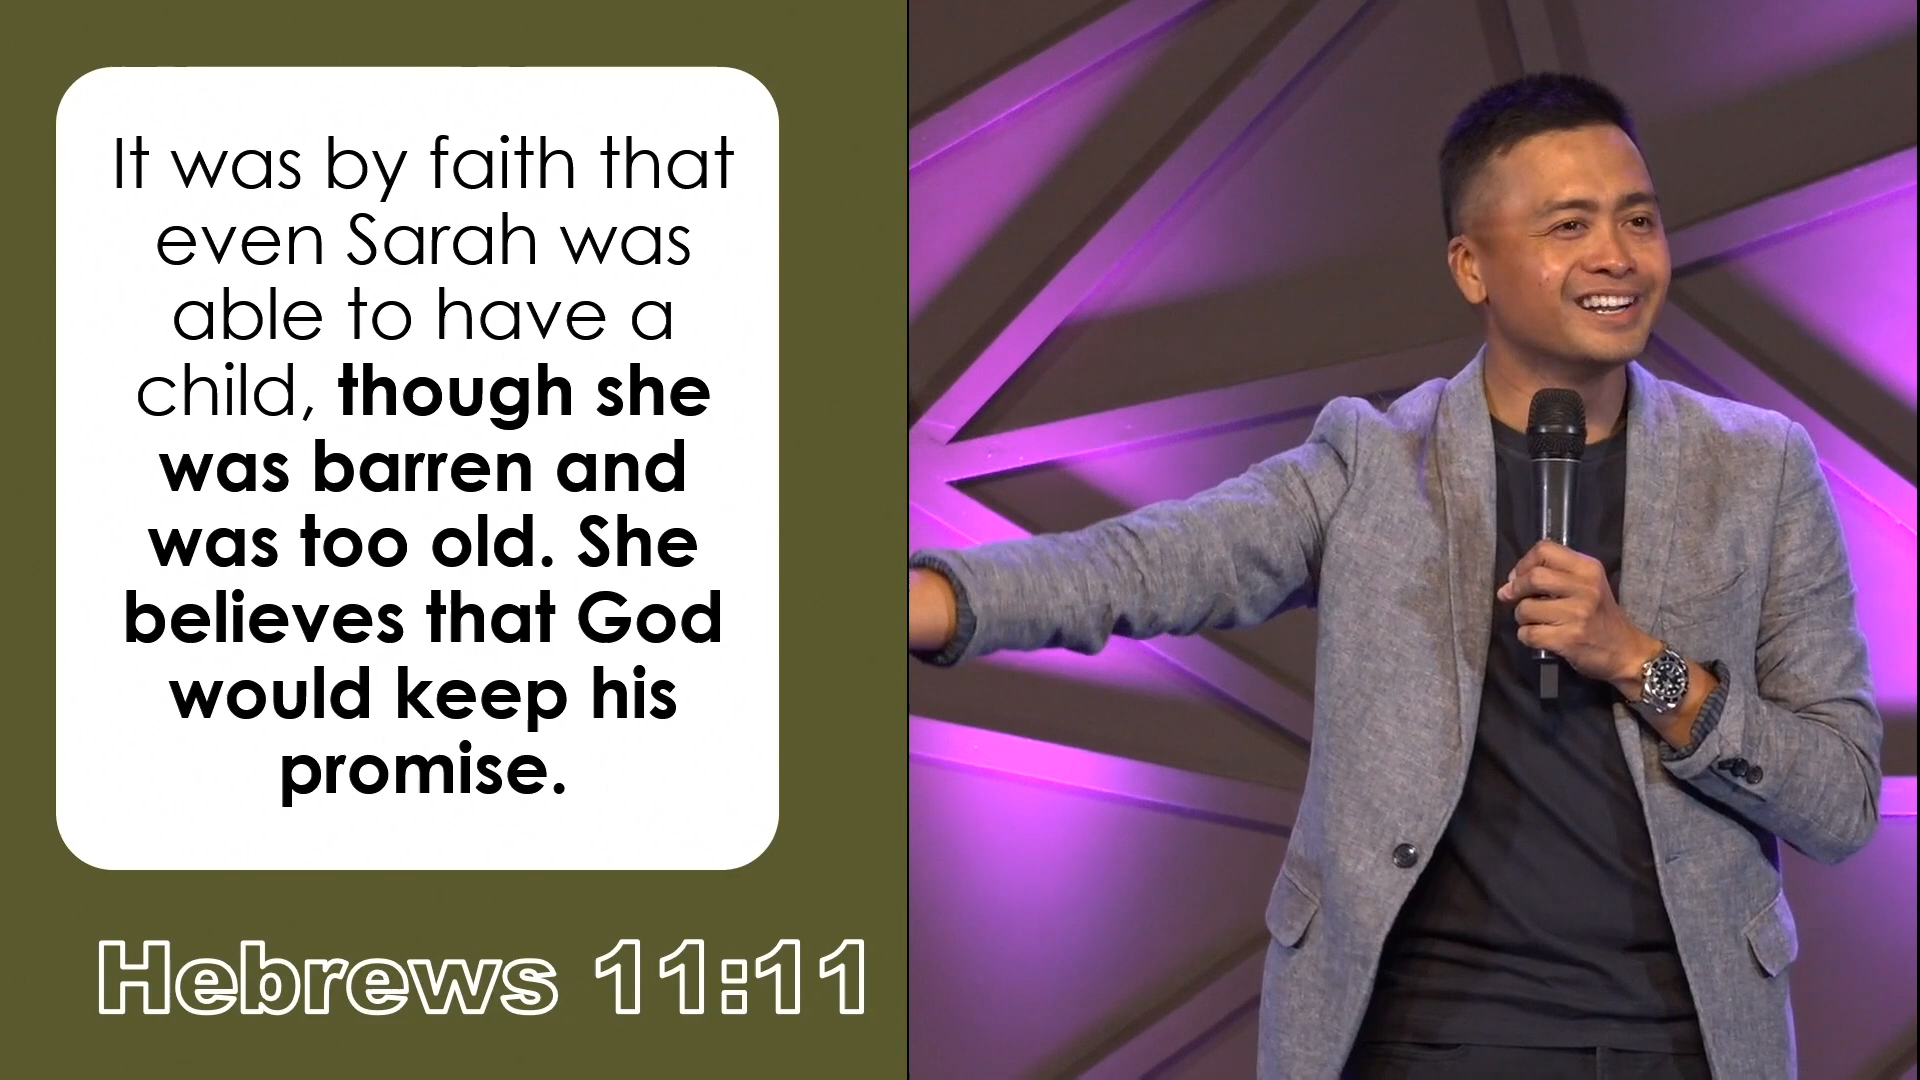 It was by faith that
even Sarah was
able to have a
child, though she
was barren and
was too old. She
believes that God
would keep his
promise.
Hebrews 11:11